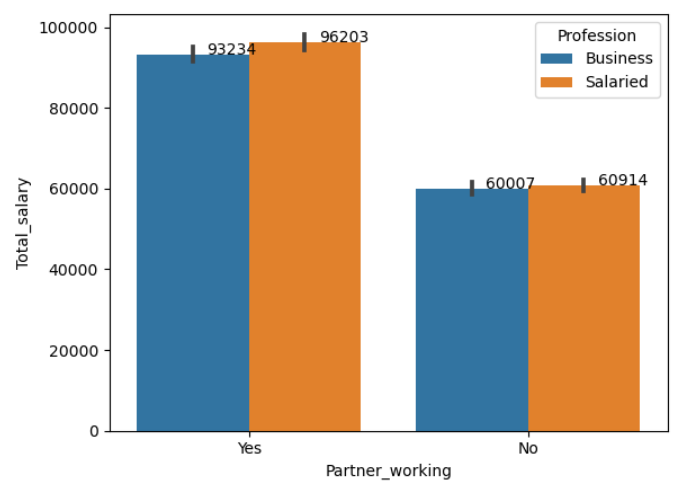 100000
80000
60000
40000
20000
0
Total_salary
93234
96203
60007
60914
Profession
Business
Salaried
Yes
No
Partner_working